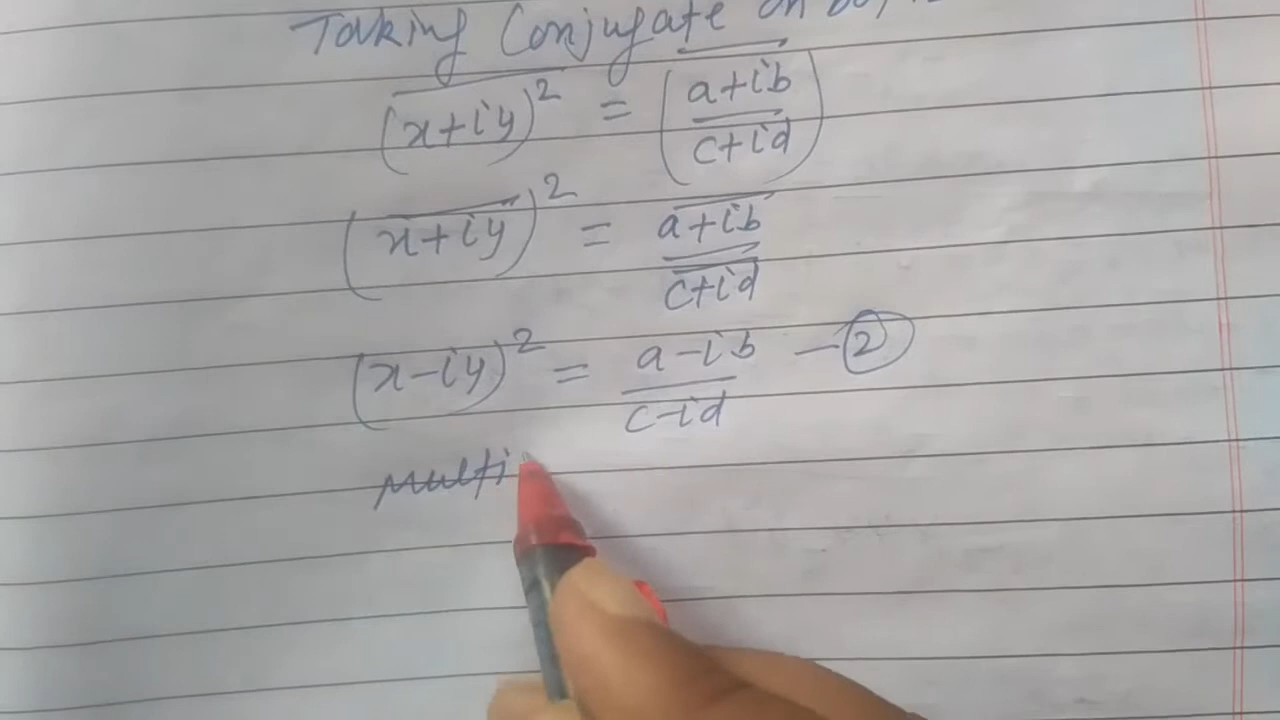 Taking Conjugate on
(x+iy)² = (a+ib / c+id)
(x+iy)² = a+ib / c+id
(x-iy)² = a-ib / c-id —②
multi